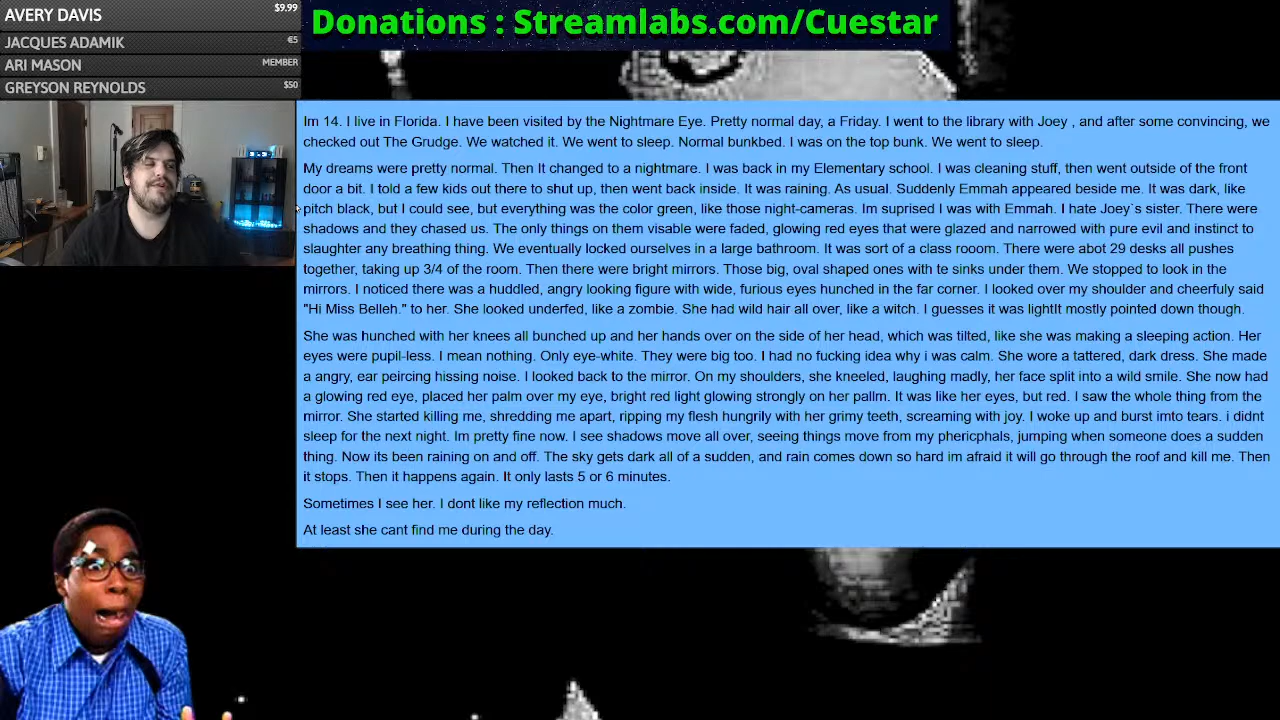 AVERY DAVIS $9.99
JACQUES ADAMIK €5
ARI MASON MEMBER
GREYSON REYNOLDS $50
Donations : Streamlabs.com/Cuestar
Im 14. I live in Florida. I have been visited by the Nightmare Eye. Pretty normal day, a Friday. I went to the library with Joey , and after some convincing, we
checked out The Grudge. We watched it. We went to sleep. Normal bunkbed. I was on the top bunk. We went to sleep.
My dreams were pretty normal. Then It changed to a nightmare. I was back in my Elementary school. I was cleaning stuff, then went outside of the front
door a bit. I told a few kids out there to shut up, then went back inside. It was raining. As usual. Suddenly Emmah appeared beside me. It was dark, like
pitch black, but I could see, but everything was the color green, like those night-cameras. Im suprised I was with Emmah. I hate Joey`s sister. There were
shadows and they chased us. The only things on them visable were faded, glowing red eyes that were glazed and narrowed with pure evil and instinct to
slaughter any breathing thing. We eventually locked ourselves in a large bathroom. It was sort of a class rooom. There were abot 29 desks all pushes
together, taking up 3/4 of the room. Then there were bright mirrors. Those big, oval shaped ones with te sinks under them. We stopped to look in the
mirrors. I noticed there was a huddled, angry looking figure with wide, furious eyes hunched in the far corner. I looked over my shoulder and cheerfuly said
"Hi Miss Belleh." to her. She looked underfed, like a zombie. She had wild hair all over, like a witch. I guesses it was lightIt mostly pointed down though.
She was hunched with her knees all bunched up and her hands over on the side of her head, which was tilted, like she was making a sleeping action. Her
eyes were pupil-less. I mean nothing. Only eye-white. They were big too. I had no fucking idea why i was calm. She wore a tattered, dark dress. She made
a angry, ear peircing hissing noise. I looked back to the mirror. On my shoulders, she kneeled, laughing madly, her face split into a wild smile. She now had
a glowing red eye, placed her palm over my eye, bright red light glowing strongly on her pallm. It was like her eyes, but red. I saw the whole thing from the
mirror. She started killing me, shredding me apart, ripping my flesh hungrily with her grimy teeth, screaming with joy. I woke up and burst imto tears. i didnt
sleep for the next night. Im pretty fine now. I see shadows move all over, seeing things move from my phericphals, jumping when someone does a sudden
thing. Now its been raining on and off. The sky gets dark all of a sudden, and rain comes down so hard im afraid it will go through the roof and kill me. Then
it stops. Then it happens again. It only lasts 5 or 6 minutes.
Sometimes I see her. I dont like my reflection much.
At least she cant find me during the day.